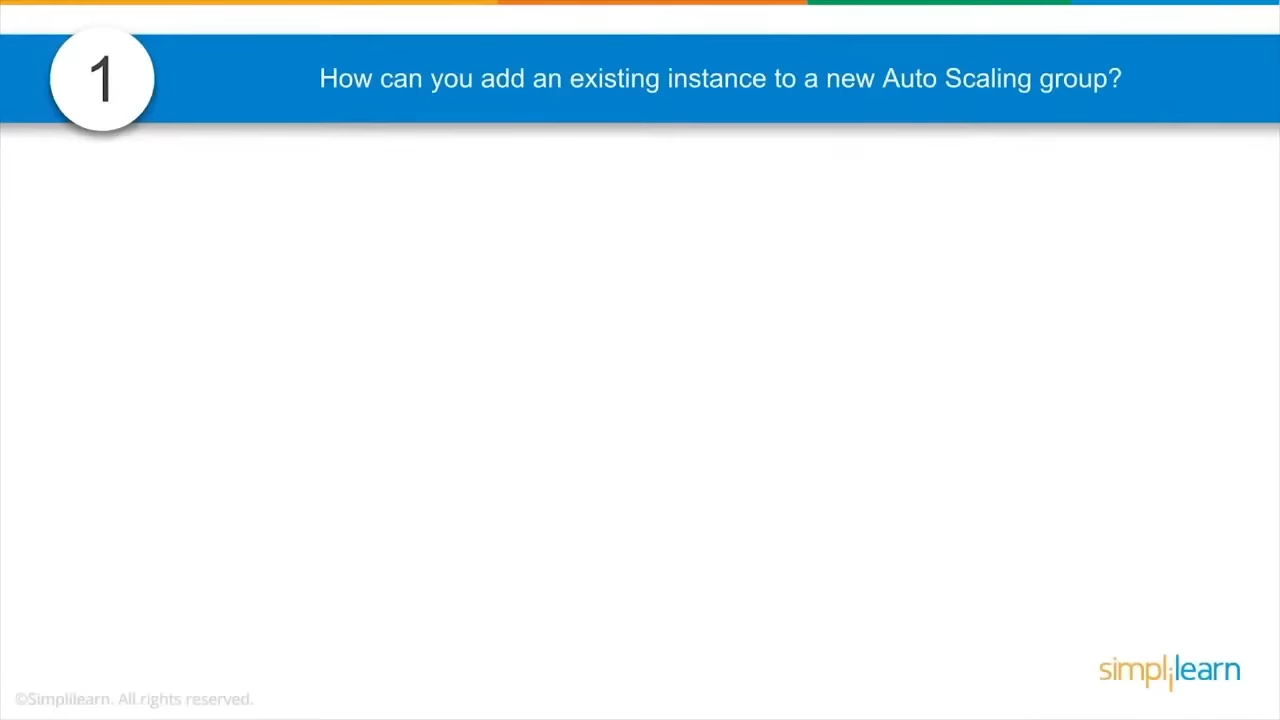 1
How can you add an existing instance to a new Auto Scaling group?
simplilearn
©Simplilearn. All rights reserved.